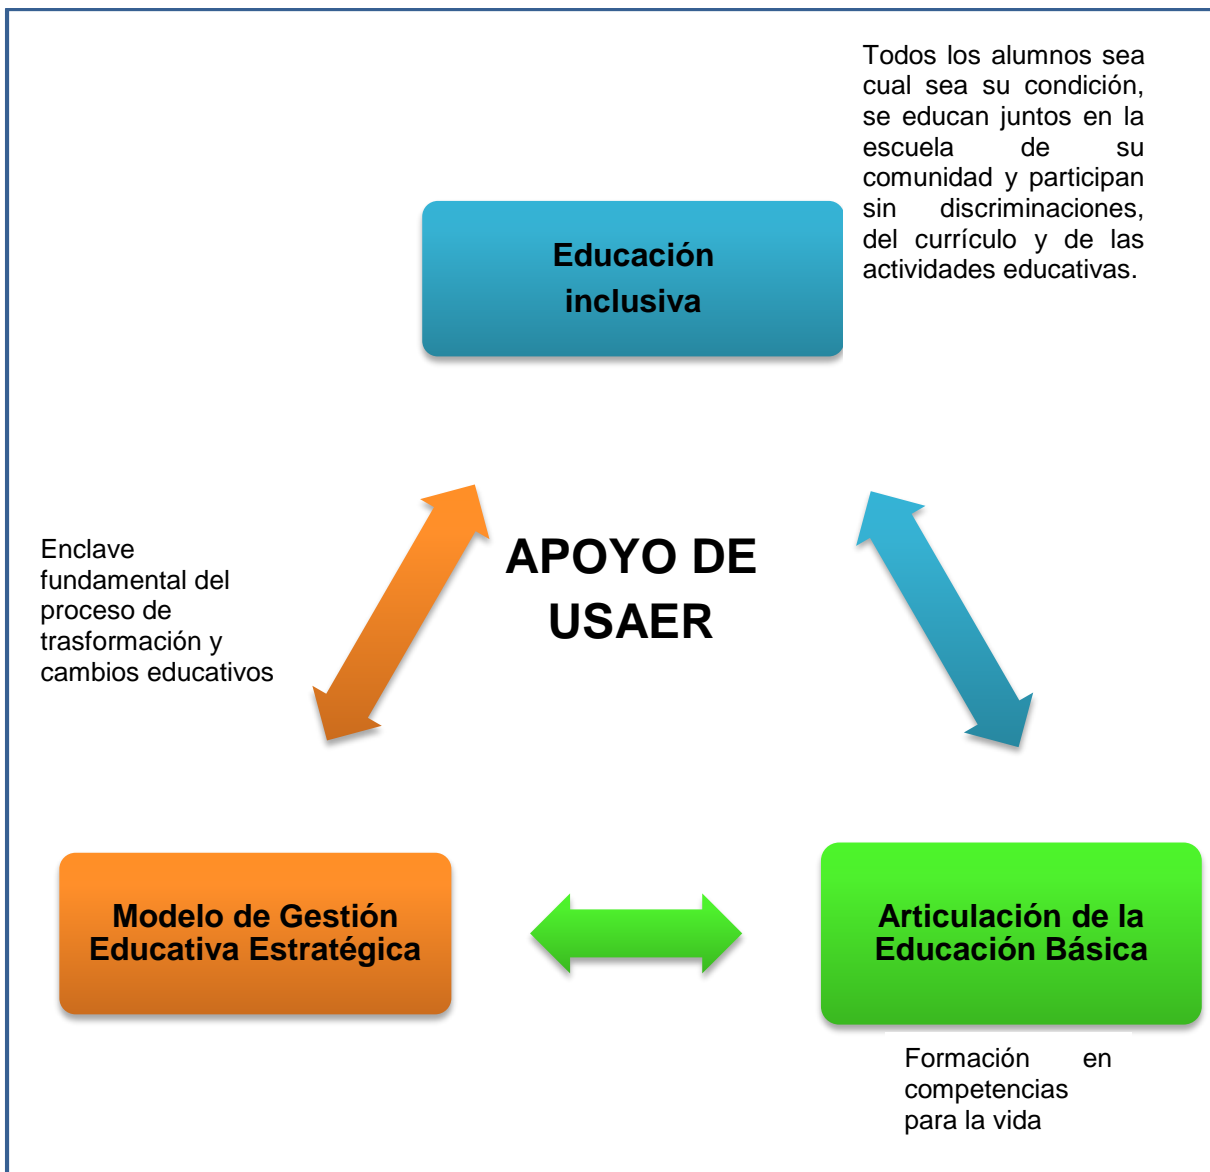 Todos los alumnos sea
cual sea su condición,
se educan juntos en la
escuela de su
comunidad y participan
sin discriminaciones,
del currículo y de las
actividades educativas.
Educación
inclusiva
Enclave
fundamental del
proceso de
trasformación y
cambios educativos
APOYO DE
USAER
Modelo de Gestión
Educativa Estratégica
Articulación de la
Educación Básica
Formación en
competencias
para la vida